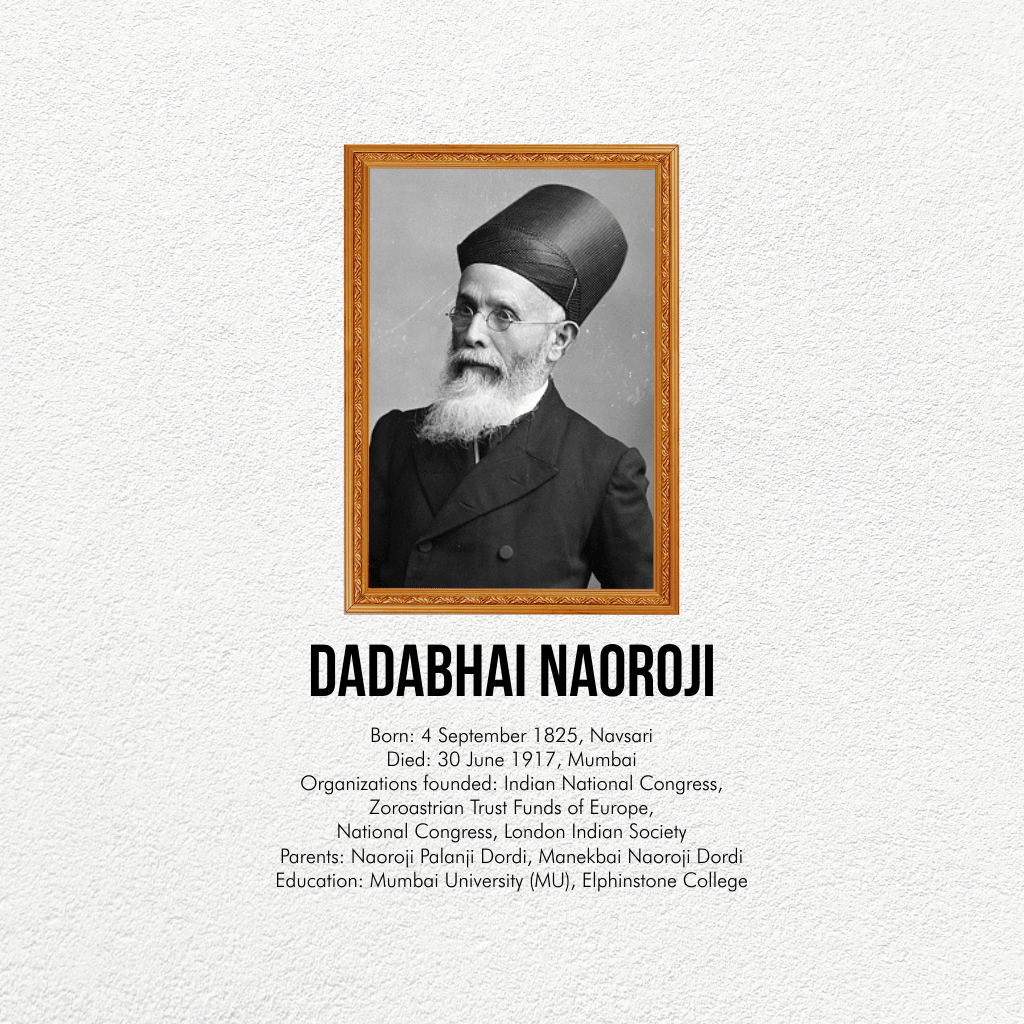 DADABHAI NAOROJI
Born: 4 September 1825, Navsari
Died: 30 June 1917, Mumbai
Organizations founded: Indian National Congress,
Zoroastrian Trust Funds of Europe,
National Congress, London Indian Society
Parents: Naoroji Palanji Dordi, Manekbai Naoroji Dordi
Education: Mumbai University (MU), Elphinstone College